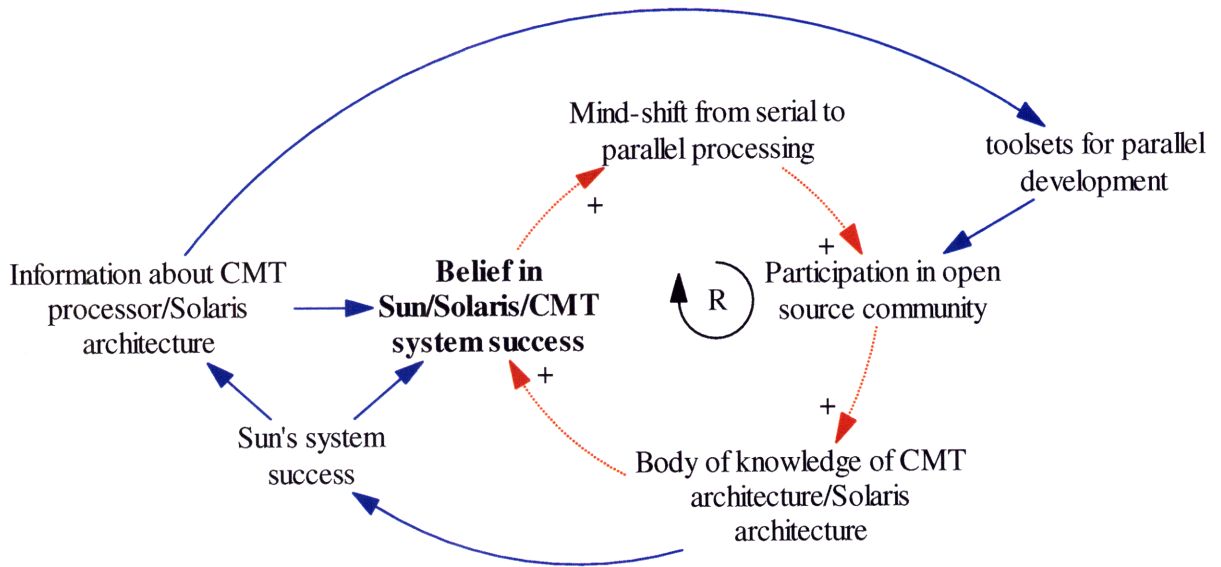 Mind-shift from serial to
parallel processing
toolsets for parallel
development
+
+
Information about CMT
processor/Solaris
architecture
Belief in
Sun/Solaris/CMT
system success
R
Participation in open
source community
+
+
Sun's system
success
Body of knowledge of CMT
architecture/Solaris
architecture